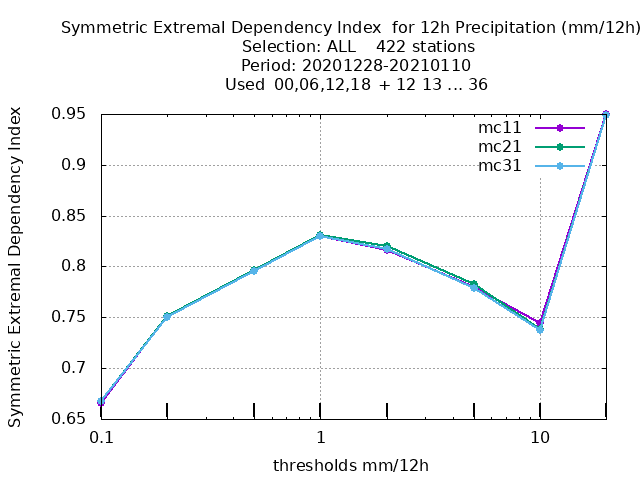 Symmetric Extremal Dependency Index  for 12h Precipitation (mm/12h)
Selection: ALL    422 stations
Period: 20201228-20210110
Used  00,06,12,18  + 12 13 ... 36
Symmetric Extremal Dependency Index
0.95
0.9
0.85
0.8
0.75
0.7
0.65
mc11
mc21
mc31
0.1
1
10
thresholds mm/12h